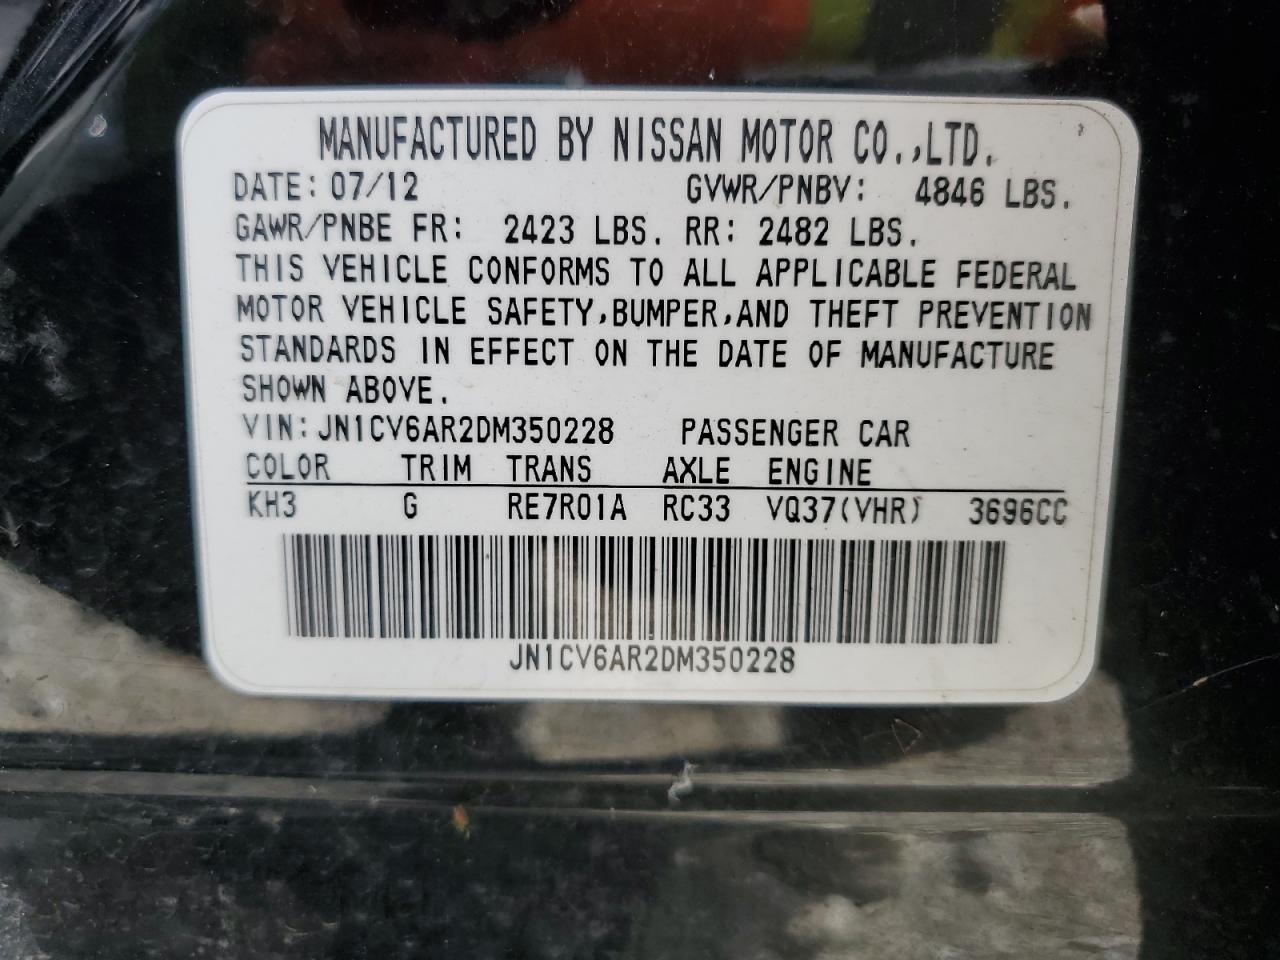 MANUFACTURED BY NISSAN MOTOR CO.,LTD.
DATE: 07/12 GVWR/PNBV: 4846 LBS.
GAWR/PNBE FR: 2423 LBS. RR: 2482 LBS.
THIS VEHICLE CONFORMS TO ALL APPLICABLE FEDERAL
MOTOR VEHICLE SAFETY,BUMPER,AND THEFT PREVENTION
STANDARDS IN EFFECT ON THE DATE OF MANUFACTURE
SHOWN ABOVE.
VIN:JN1CV6AR2DM350228 PASSENGER CAR
COLOR TRIM TRANS AXLE ENGINE
KH3 G RE7R01A RC33 VQ37(VHR) 3696CC
JN1CV6AR2DM350228